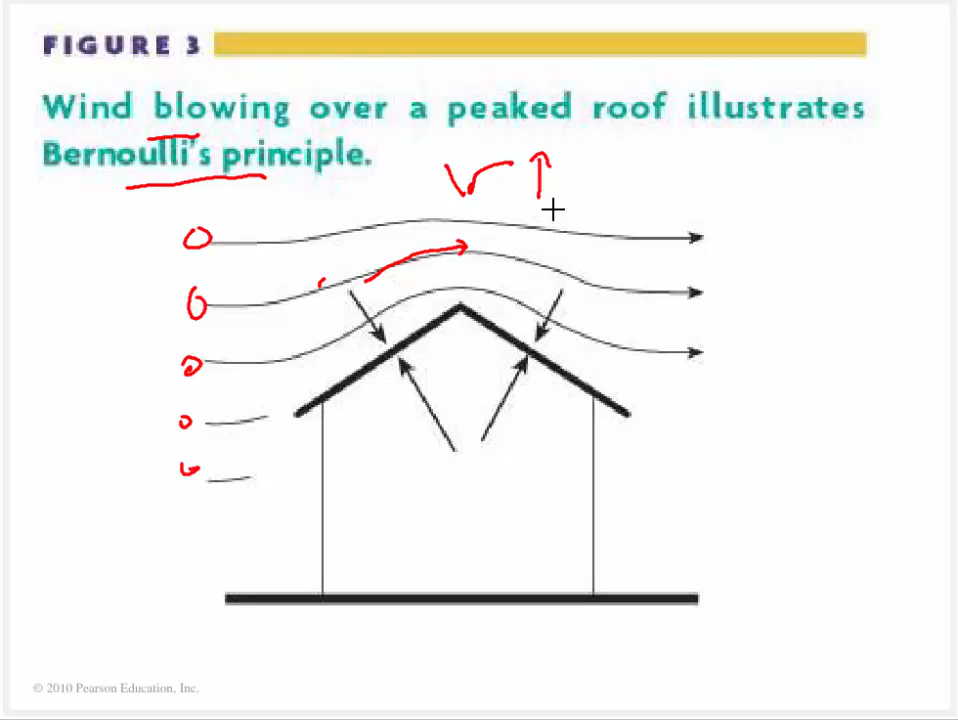 FIGURE 3
Wind blowing over a peaked roof illustrates
Bernoulli's principle.
© 2010 Pearson Education, Inc.